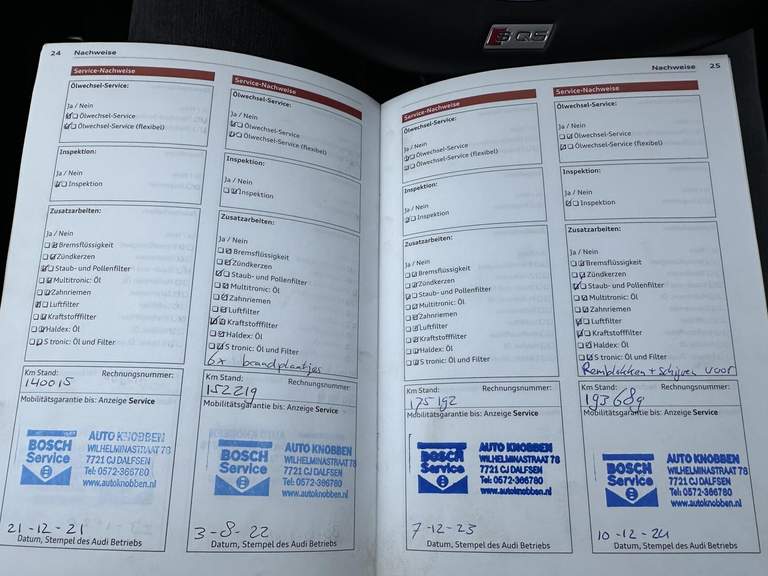 SQ5
24 Nachweise
Service-Nachweise
Ölwechsel-Service:
Ja / Nein
Ölwechsel-Service
Ölwechsel-Service (flexibel)
Inspektion:
Ja / Nein
Inspektion
Zusatzarbeiten:
Ja / Nein
Bremsflüssigkeit
Zündkerzen
Staub- und Pollenfilter
Multitronic: Öl
Zahnriemen
Luftfilter
Kraftstofffilter
Haldex: Öl
S tronic: Öl und Filter
Km Stand: Rechnungsnummer:
140015
Mobilitätsgarantie bis: Anzeige Service
BOSCH
Service
AUTO KNOBBEN
WILHELMINASTRAAT 78
7721 CJ DALFSEN
Tel: 0572-366780
www.autoknobben.nl
21-12-21
Datum, Stempel des Audi Betriebs
Service-Nachweise
Ölwechsel-Service:
Ja / Nein
Ölwechsel-Service
Ölwechsel-Service (flexibel)
Inspektion:
Ja / Nein
Inspektion
Zusatzarbeiten:
Ja / Nein
Bremsflüssigkeit
Zündkerzen
Staub- und Pollenfilter
Multitronic: Öl
Zahnriemen
Luftfilter
Kraftstofffilter
Haldex: Öl
S tronic: Öl und Filter
6x brandplaatjes
Km Stand: Rechnungsnummer:
152219
Mobilitätsgarantie bis: Anzeige Service
BOSCH
Service
AUTO KNOBBEN
WILHELMINASTRAAT 78
7721 CJ DALFSEN
Tel: 0572-366780
www.autoknobben.nl
3-8-22
Datum, Stempel des Audi Betriebs
Nachweise 25
Service-Nachweise
Ölwechsel-Service:
Ja / Nein
Ölwechsel-Service
Ölwechsel-Service (flexibel)
Inspektion:
Ja / Nein
Inspektion
Zusatzarbeiten:
Ja / Nein
Bremsflüssigkeit
Zündkerzen
Staub- und Pollenfilter
Multitronic: Öl
Zahnriemen
Luftfilter
Kraftstofffilter
Haldex: Öl
S tronic: Öl und Filter
Km Stand: Rechnungsnummer:
175192
Mobilitätsgarantie bis: Anzeige Service
BOSCH
Service
AUTO KNOBBEN
WILHELMINASTRAAT 78
7721 CJ DALFSEN
Tel: 0572-366780
www.autoknobben.nl
7-12-23
Datum, Stempel des Audi Betriebs
Service-Nachweise
Ölwechsel-Service:
Ja / Nein
Ölwechsel-Service
Ölwechsel-Service (flexibel)
Inspektion:
Ja / Nein
Inspektion
Zusatzarbeiten:
Ja / Nein
Bremsflüssigkeit
Zündkerzen
Staub- und Pollenfilter
Multitronic: Öl
Zahnriemen
Luftfilter
Kraftstofffilter
Haldex: Öl
S tronic: Öl und Filter
Remblokken + schijven voor
Km Stand: Rechnungsnummer:
193689
Mobilitätsgarantie bis: Anzeige Service
BOSCH
Service
AUTO KNOBBEN
WILHELMINASTRAAT 78
7721 CJ DALFSEN
Tel: 0572-366780
www.autoknobben.nl
10-12-24
Datum, Stempel des Audi Betriebs